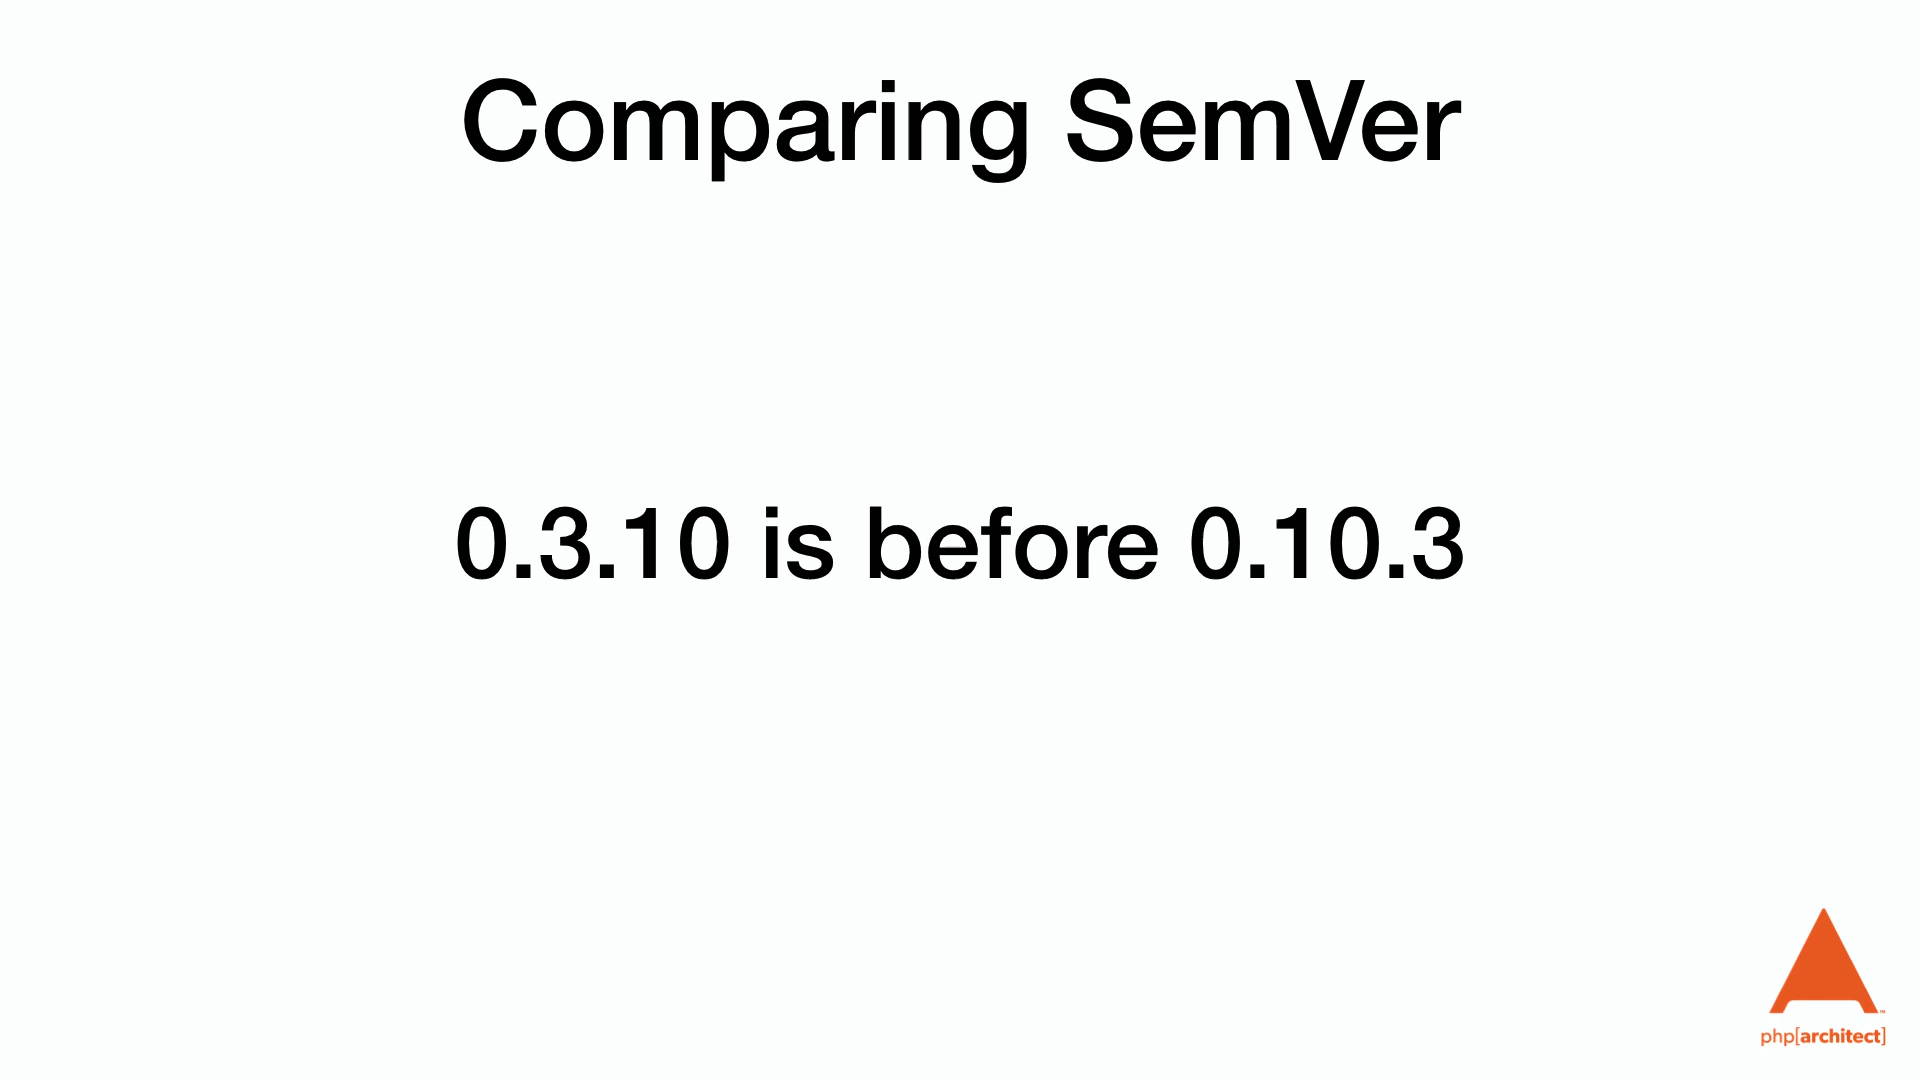 Comparing SemVer
0.3.10 is before 0.10.3
php[architect]